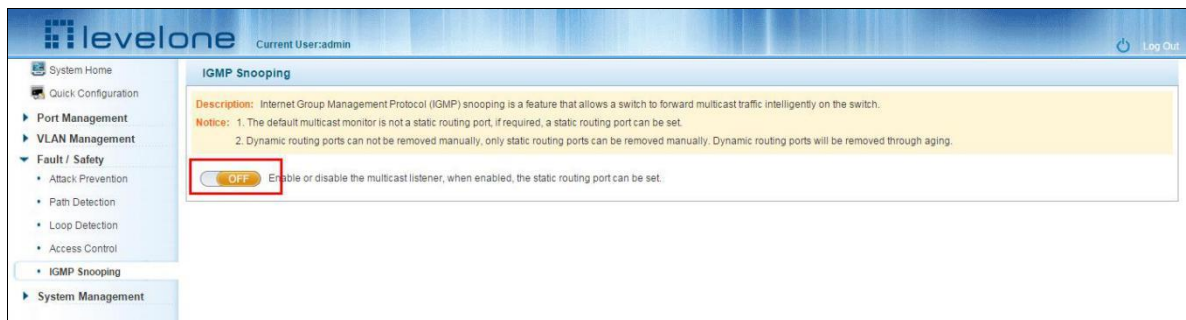 levelone
Current User:admin
Log Out
System Home
Quick Configuration
Port Management
VLAN Management
Fault / Safety
Attack Prevention
Path Detection
Loop Detection
Access Control
IGMP Snooping
System Management
IGMP Snooping
Description: Internet Group Management Protocol (IGMP) snooping is a feature that allows a switch to forward multicast traffic intelligently on the switch.
Notice: 1. The default multicast monitor is not a static routing port, if required, a static routing port can be set.
2. Dynamic routing ports can not be removed manually, only static routing ports can be removed manually. Dynamic routing ports will be removed through aging.
OFF Enable or disable the multicast listener, when enabled, the static routing port can be set.